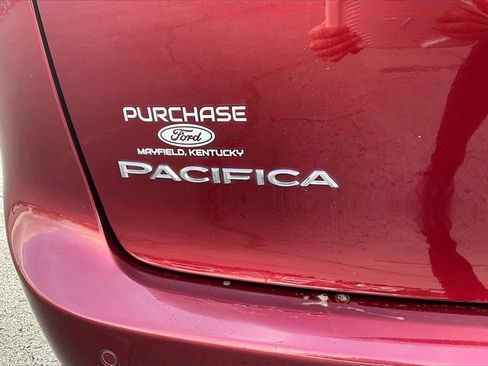 PURCHASE
Ford
MAYFIELD, KENTUCKY
PACIFICA